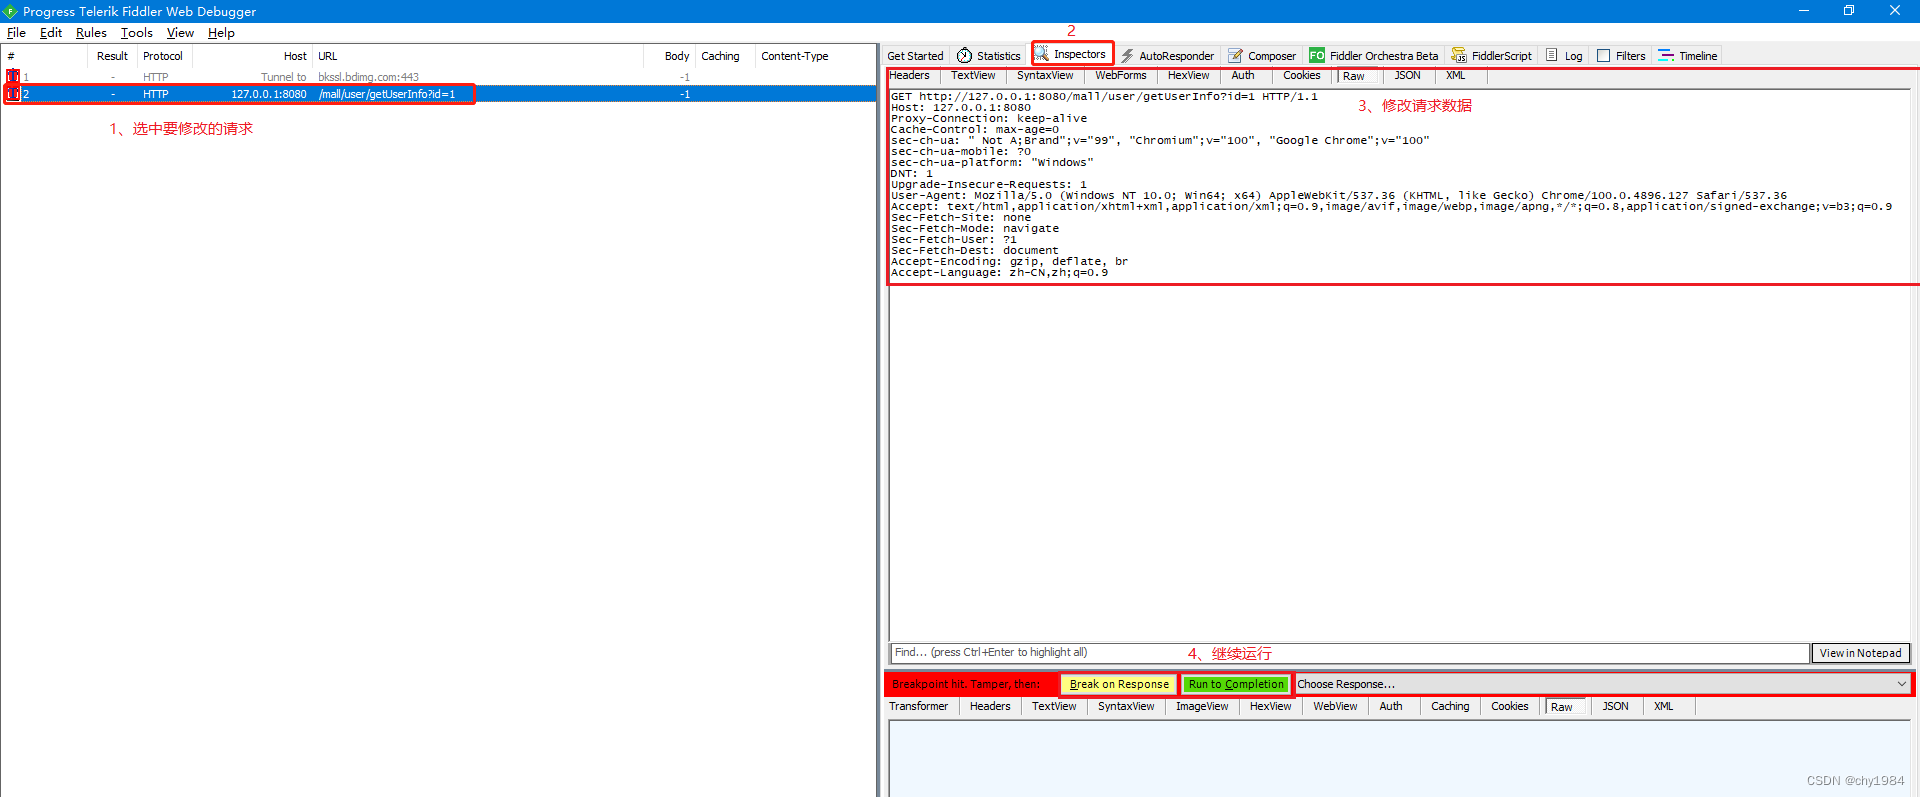 Progress Telerik Fiddler Web Debugger
File Edit Rules Tools View Help
# Result Protocol Host URL Body Caching Content-Type
1 - HTTP Tunnel to bkssl.bdimg.com:443 -1
2 - HTTP 127.0.0.1:8080 /mall/user/getUserInfo?id=1 -1
1、选中要修改的请求
2
Get Started Statistics Inspectors AutoResponder Composer FO Fiddler Orchestra Beta FiddlerScript Log Filters Timeline
Headers TextView SyntaxView WebForms HexView Auth Cookies Raw JSON XML
GET http://127.0.0.1:8080/mall/user/getUserInfo?id=1 HTTP/1.1
Host: 127.0.0.1:8080
Proxy-Connection: keep-alive
Cache-Control: max-age=0
sec-ch-ua: " Not A;Brand";v="99", "Chromium";v="100", "Google Chrome";v="100"
sec-ch-ua-mobile: ?0
sec-ch-ua-platform: "Windows"
DNT: 1
Upgrade-Insecure-Requests: 1
User-Agent: Mozilla/5.0 (Windows NT 10.0; Win64; x64) AppleWebKit/537.36 (KHTML, like Gecko) Chrome/100.0.4896.127 Safari/537.36
Accept: text/html,application/xhtml+xml,application/xml;q=0.9,image/avif,image/webp,image/apng,*/*;q=0.8,application/signed-exchange;v=b3;q=0.9
Sec-Fetch-Site: none
Sec-Fetch-Mode: navigate
Sec-Fetch-User: ?1
Sec-Fetch-Dest: document
Accept-Encoding: gzip, deflate, br
Accept-Language: zh-CN,zh;q=0.9
3、修改请求数据
Find... (press Ctrl+Enter to highlight all) View in Notepad
4、继续运行
Breakpoint hit. Tamper, then: Break on Response Run to Completion Choose Response...
Transformer Headers TextView SyntaxView ImageView HexView WebView Auth Caching Cookies Raw JSON XML
CSDN @chy1984